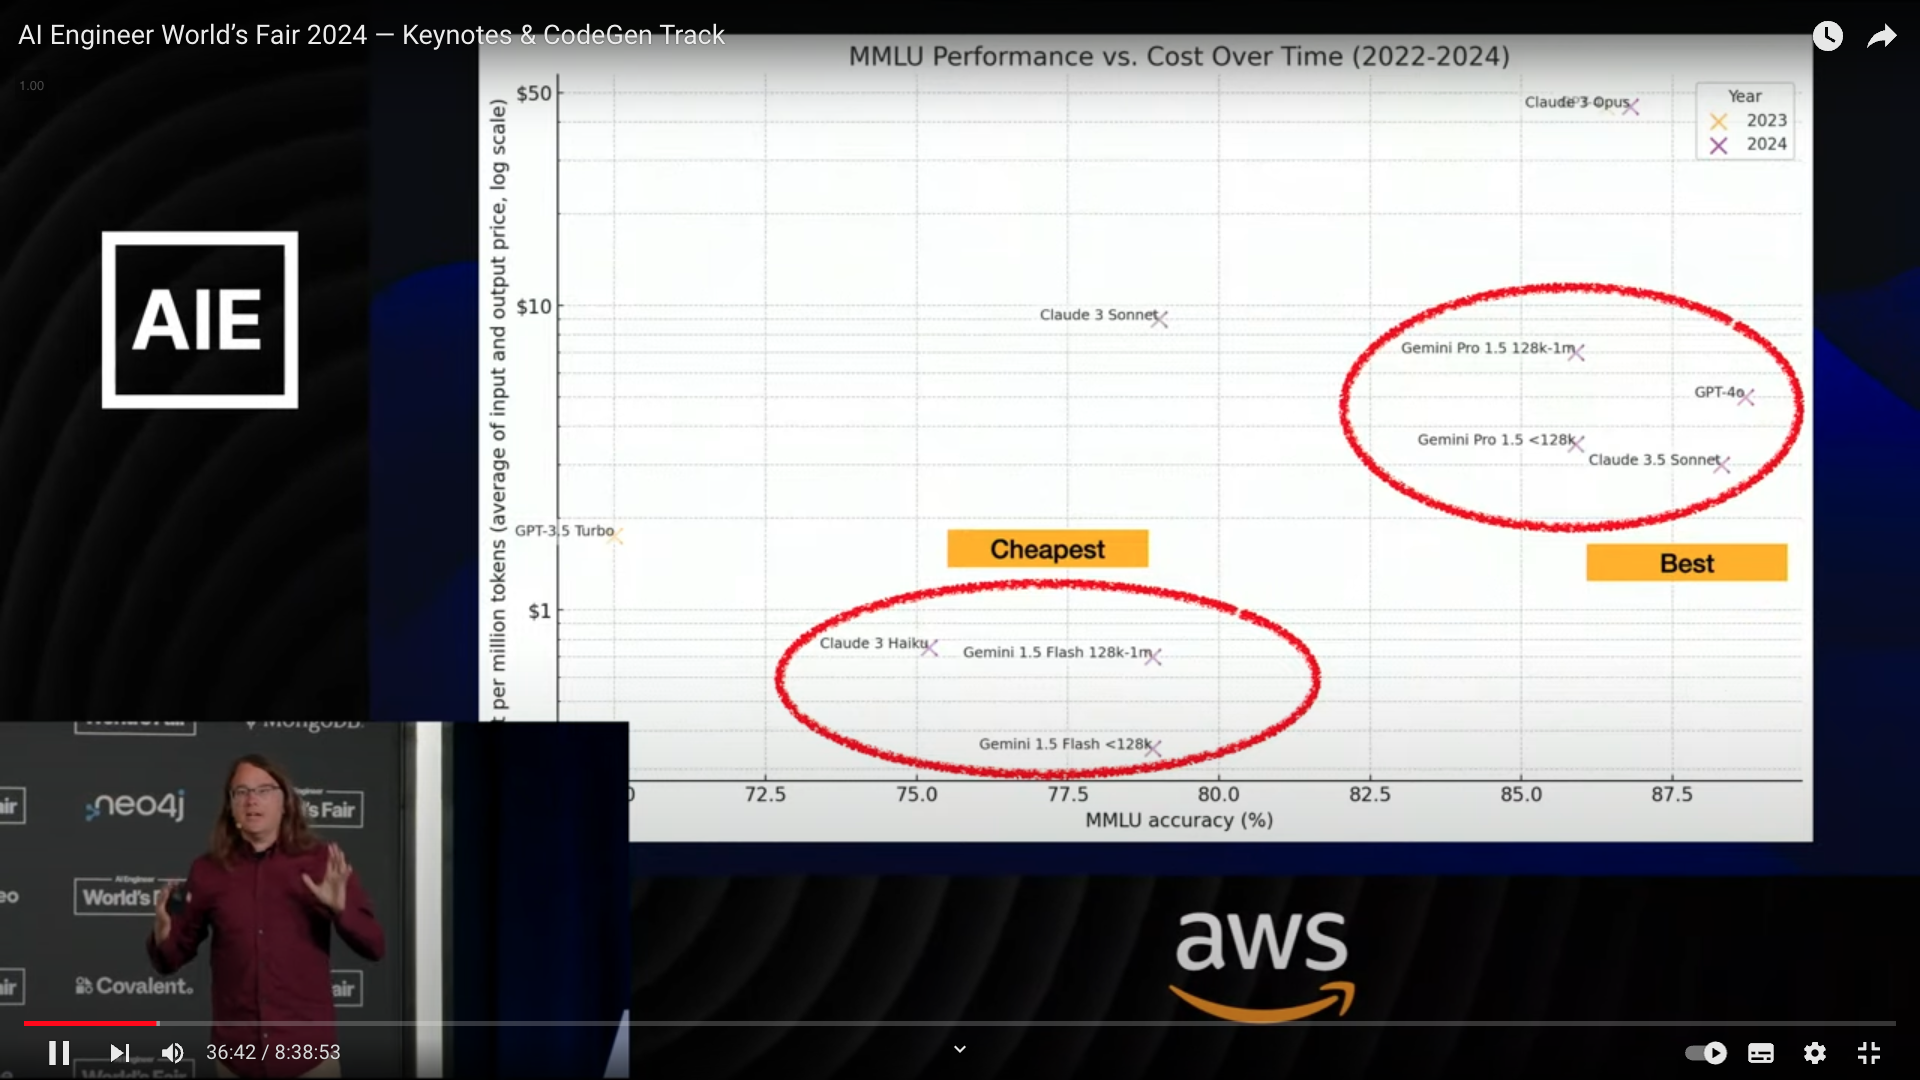 AI Engineer World's Fair 2024 — Keynotes & CodeGen Track
1.00
MMLU Performance vs. Cost Over Time (2022-2024)
$50
$10
$1
per million tokens (average of input and output price, log scale)
Year
2023
2024
Claude 3 Opus
Claude 3 Sonnet
Gemini Pro 1.5 128k-1m
GPT-4o
Gemini Pro 1.5 <128k
Claude 3.5 Sonnet
GPT-3.5 Turbo
Cheapest
Best
Claude 3 Haiku
Gemini 1.5 Flash 128k-1m
Gemini 1.5 Flash <128k
72.5 75.0 77.5 80.0 82.5 85.0 87.5
MMLU accuracy (%)
AIE
MongoDB.
neo4j
's Fair
AI Engineer
World's
Covalent
aws
36:42 / 8:38:53